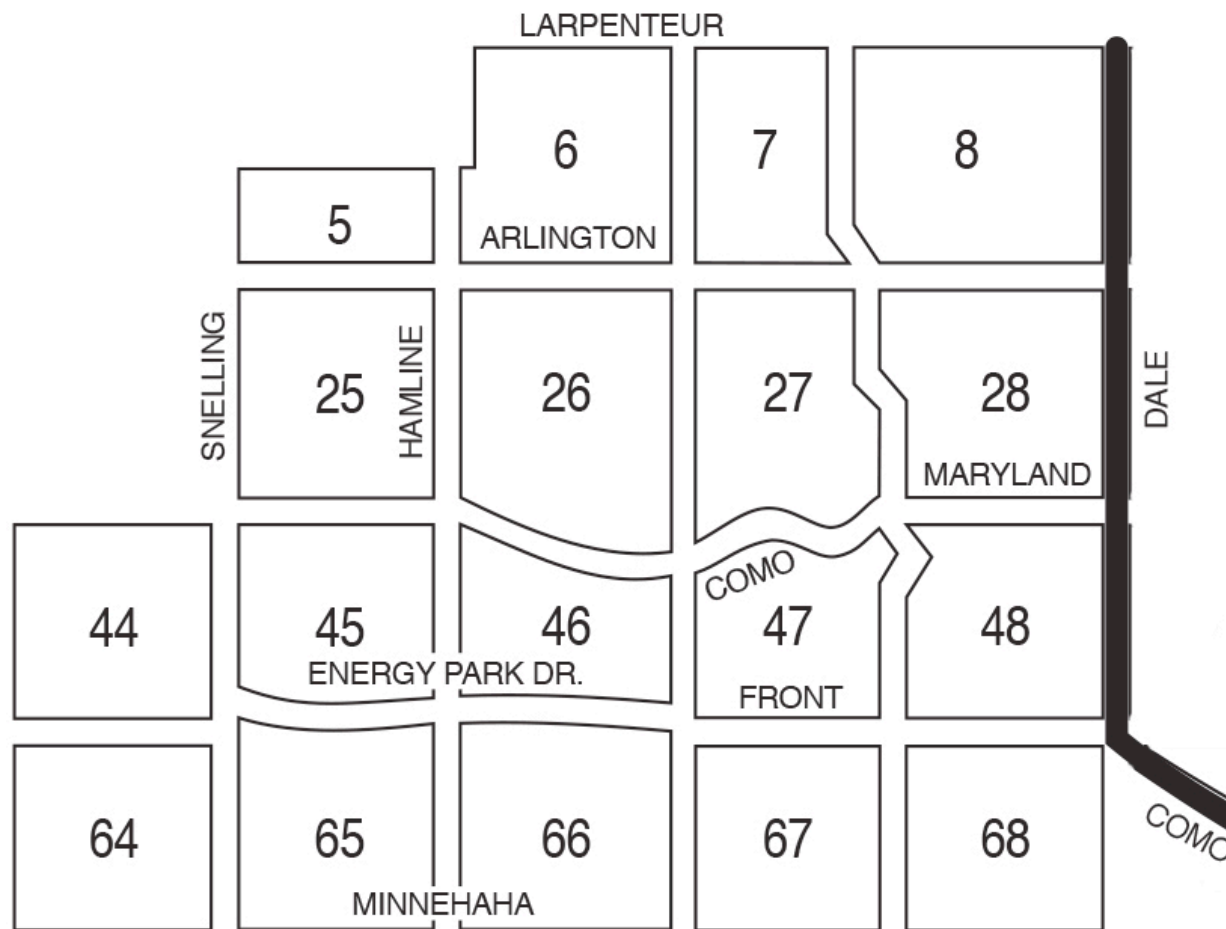 LARPENTEUR
6
7
8
5
ARLINGTON
SNELLING
25
HAMLINE
26
27
28
DALE
MARYLAND
COMO
44
45
46
47
48
ENERGY PARK DR.
FRONT
COMO
64
65
66
67
68
MINNEHAHA